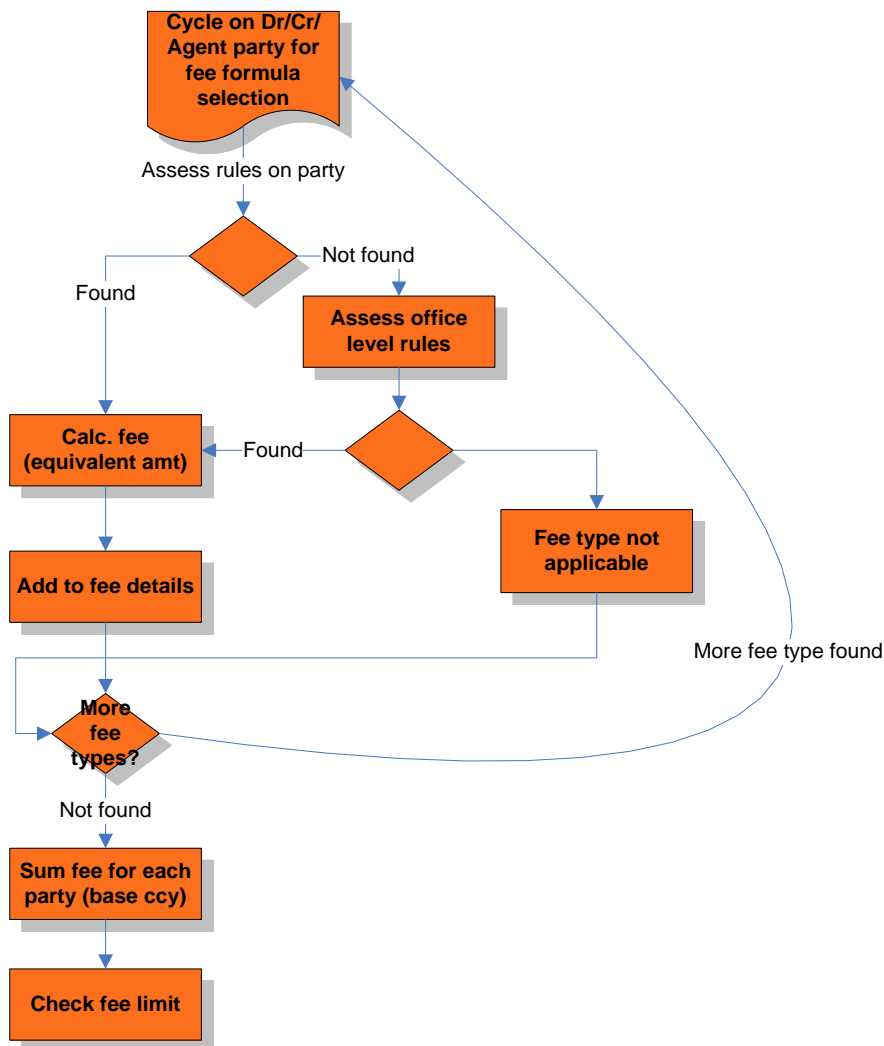 Cycle on Dr/Cr/
Agent party for
fee formula
selection
Assess rules on party
Not found
Found
Assess office
level rules
Calc. fee
(equivalent amt)
Found
Fee type not
applicable
Add to fee details
More fee type found
More
fee
types?
Not found
Sum fee for each
party (base ccy)
Check fee limit